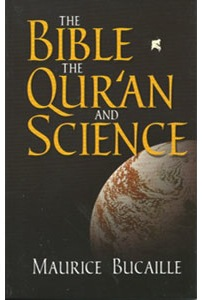 THE
BIBLE
THE
QUR'AN
AND
SCIENCE
MAURICE BUCAILLE